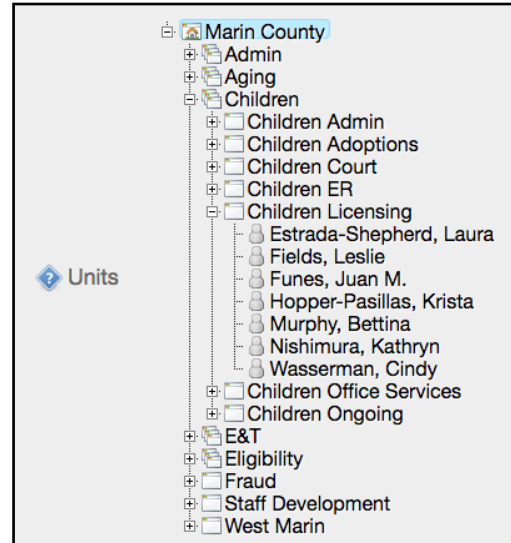 Marin County
Admin
Aging
Children
Children Admin
Children Adoptions
Children Court
Children ER
Children Licensing
Estrada-Shepherd, Laura
Fields, Leslie
Units
Funes, Juan M.
Hopper-Pasillas, Krista
Murphy, Bettina
Nishimura, Kathryn
Wasserman, Cindy
Children Office Services
Children Ongoing
E&T
Eligibility
Fraud
Staff Development
West Marin